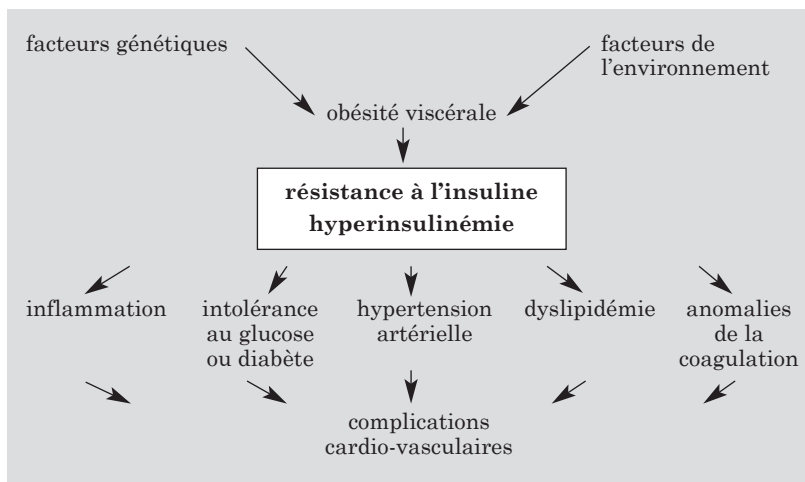 facteurs génétiques
facteurs de
l'environnement
obésité viscérale
résistance à l'insuline
hyperinsulinémie
inflammation
intolérance
au glucose
ou diabète
hypertension
artérielle
dyslipidémie
anomalies
de la
coagulation
complications
cardio-vasculaires